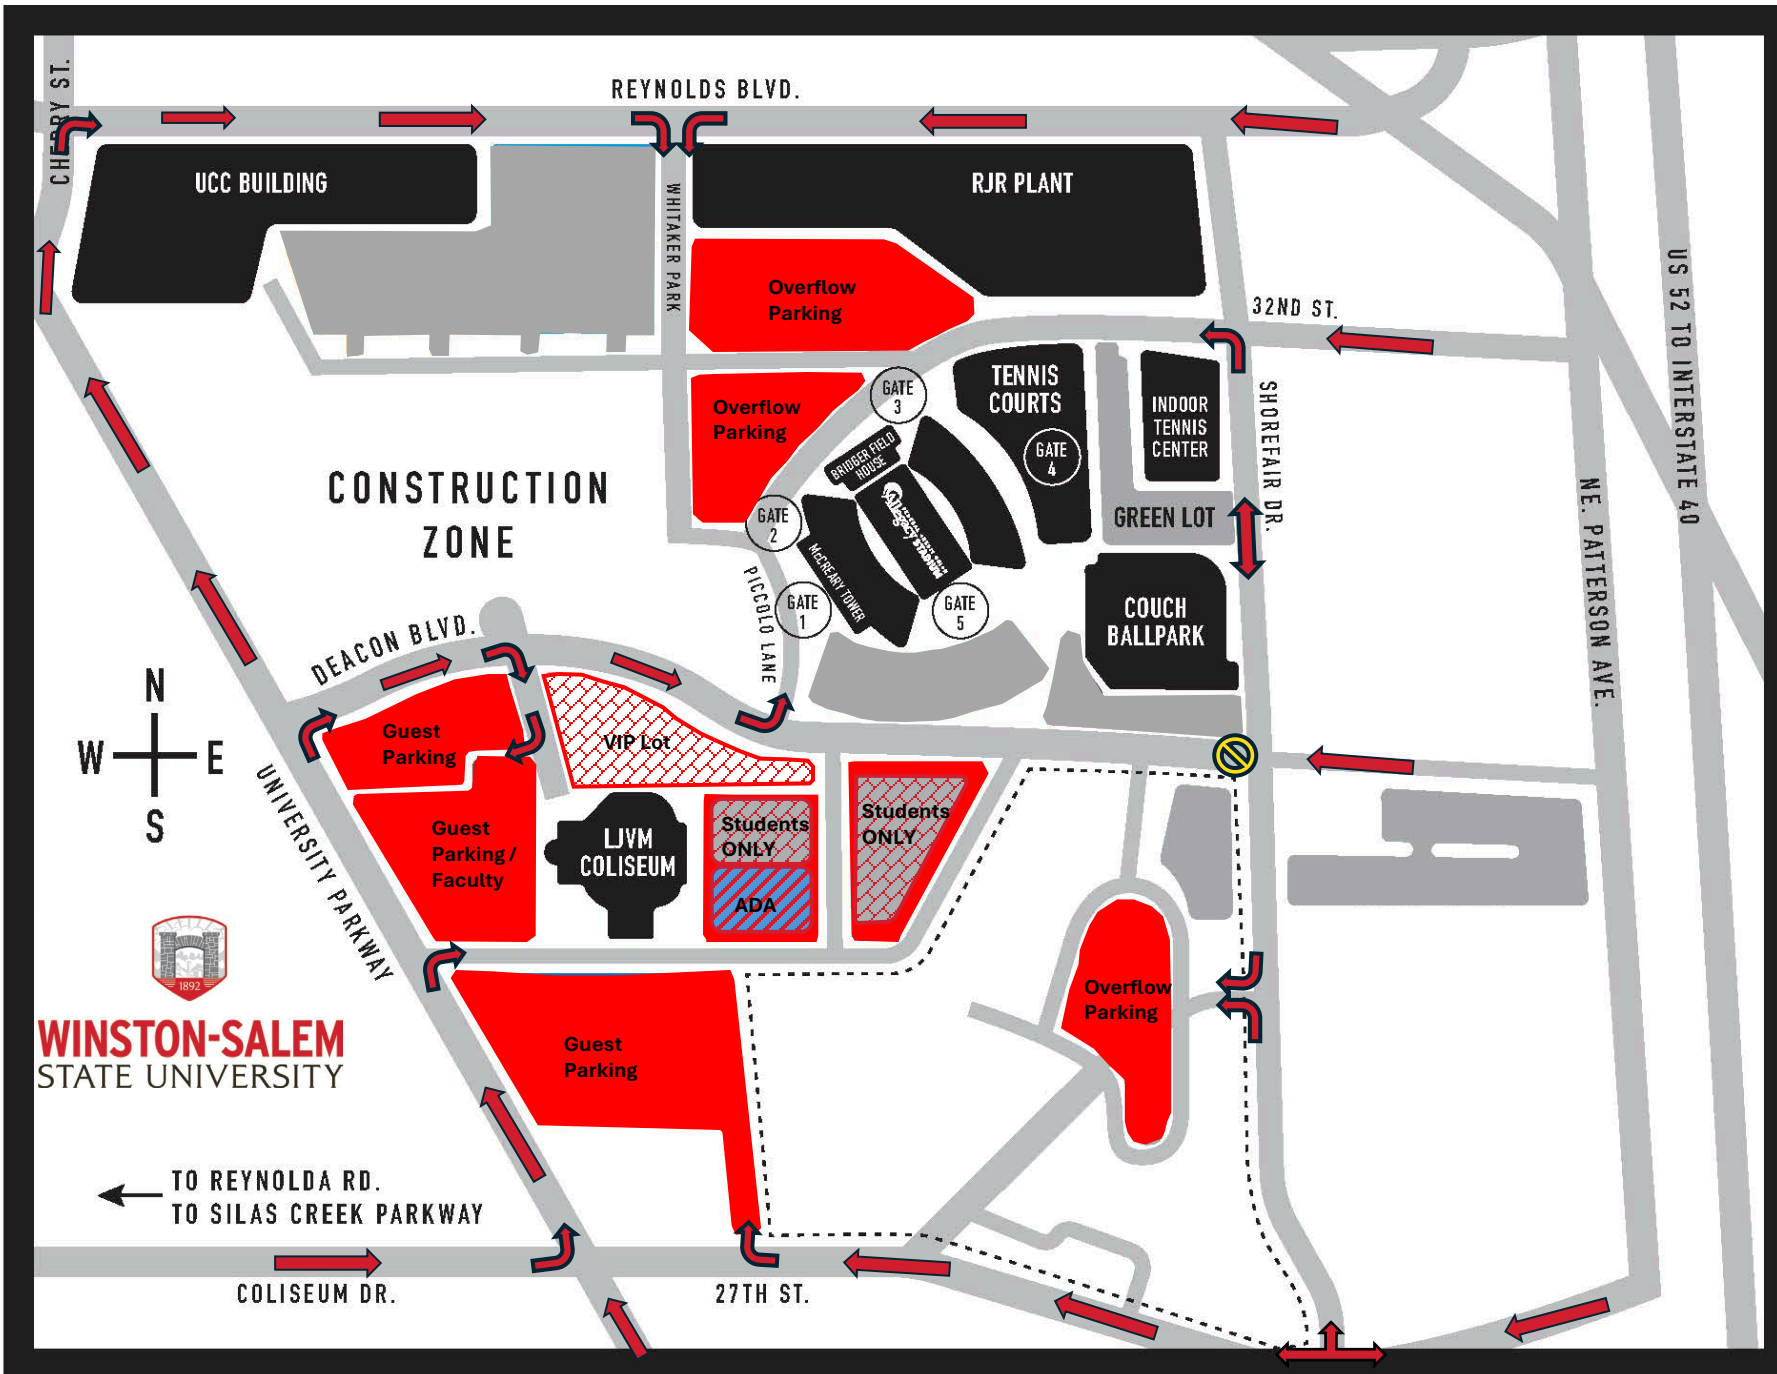 REYNOLDS BLVD.
CHERRY ST.
UCC BUILDING
RJR PLANT
WHITAKER PARK
Overflow
Parking
32ND ST.
US 52 TO INTERSTATE 40
Overflow
Parking
GATE
3
TENNIS
COURTS
GATE
4
INDOOR
TENNIS
CENTER
SHOREFAIR DR.
BRIDGER FIELD
HOUSE
CONSTRUCTION
ZONE
GATE
2
GREEN LOT
NE. PATTERSON AVE.
Allegacy STADIUM
McCREARY TOWER
PICCOLO LANE
GATE
1
GATE
5
COUCH
BALLPARK
DEACON BLVD.
N
W
E
S
Guest
Parking
VIP Lot
UNIVERSITY PARKWAY
Guest
Parking /
Faculty
LJVM
COLISEUM
Students
ONLY
ADA
Students
ONLY
1892
WINSTON-SALEM
STATE UNIVERSITY
Overflow
Parking
Guest
Parking
TO REYNOLDA RD.
TO SILAS CREEK PARKWAY
COLISEUM DR.
27TH ST.